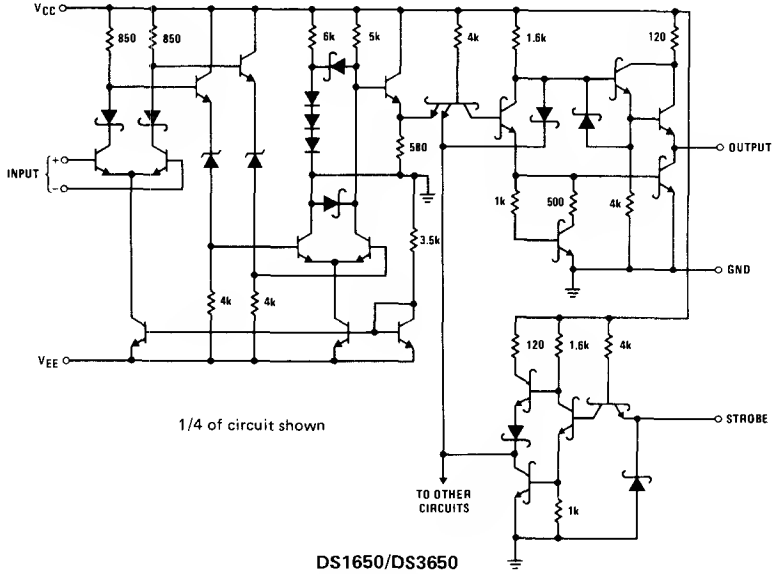 VCC
850 850 6k 5k 4k 1.6k 120
580
INPUT { + -
OUTPUT
1k 500 4k
3.5k
GND
4k 4k
VEE
120 1.6k 4k
1/4 of circuit shown
STROBE
TO OTHER
CIRCUITS
1k
DS1650/DS3650